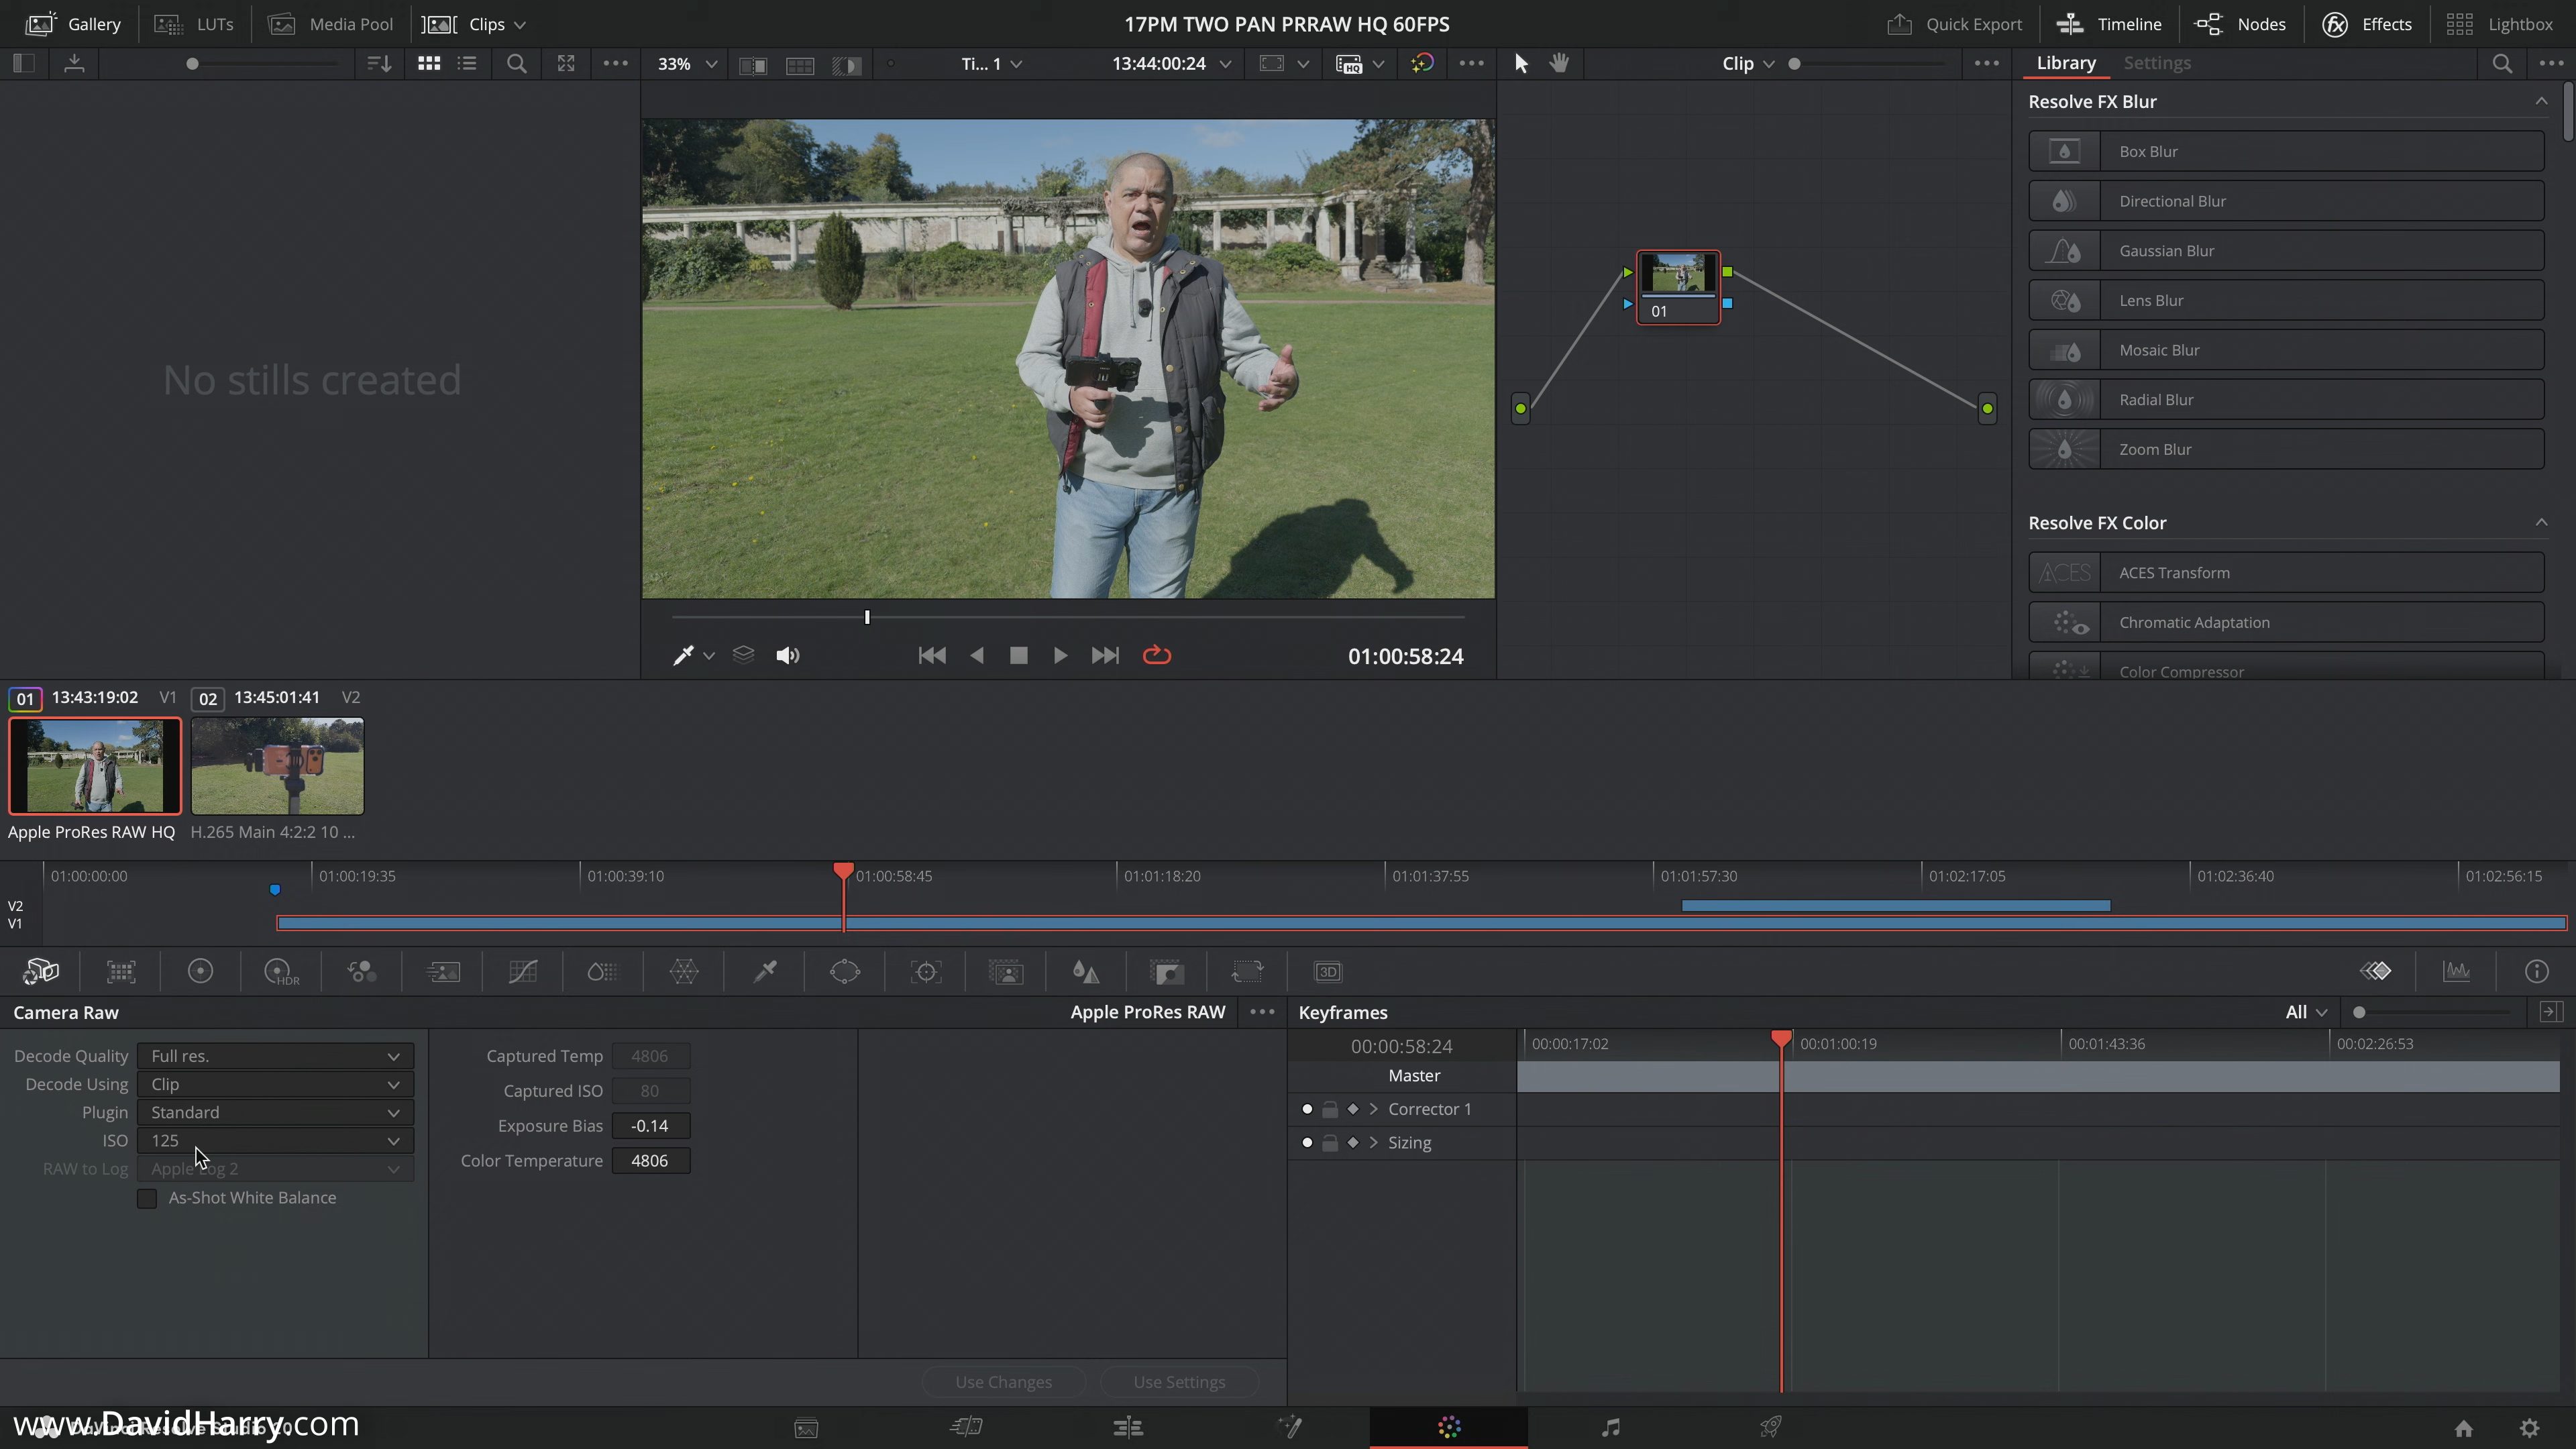 Gallery LUTs Media Pool Clips 17PM TWO PAN PRRAW HQ 60FPS Quick Export Timeline Nodes Effects Lightbox
33% Ti... 1 13:44:00:24 Clip Library Settings
Resolve FX Blur
Box Blur
Directional Blur
Gaussian Blur
Lens Blur
Mosaic Blur
Radial Blur
Zoom Blur
Resolve FX Color
ACES Transform
Chromatic Adaptation
Color Compressor
No stills created
01
01:00:58:24
01 13:43:19:02 V1 02 13:45:01:41 V2
Apple ProRes RAW HQ H.265 Main 4:2:2 10 ...
01:00:00:00 01:00:19:35 01:00:39:10 01:00:58:45 01:01:18:20 01:01:37:55 01:01:57:30 01:02:17:05 01:02:36:40 01:02:56:15
V2
V1
HDR 3D
Camera Raw Apple ProRes RAW Keyframes All
Decode Quality Full res.
Decode Using Clip
Plugin Standard
ISO 125
RAW to Log Apple Log 2
As-Shot White Balance
Captured Temp 4806
Captured ISO 80
Exposure Bias -0.14
Color Temperature 4806
00:00:58:24 00:00:17:02 00:01:00:19 00:01:43:36 00:02:26:53
Master
Corrector 1
Sizing
Use Changes Use Settings
www.DavidHarry.com
DaVinci Resolve Studio 20